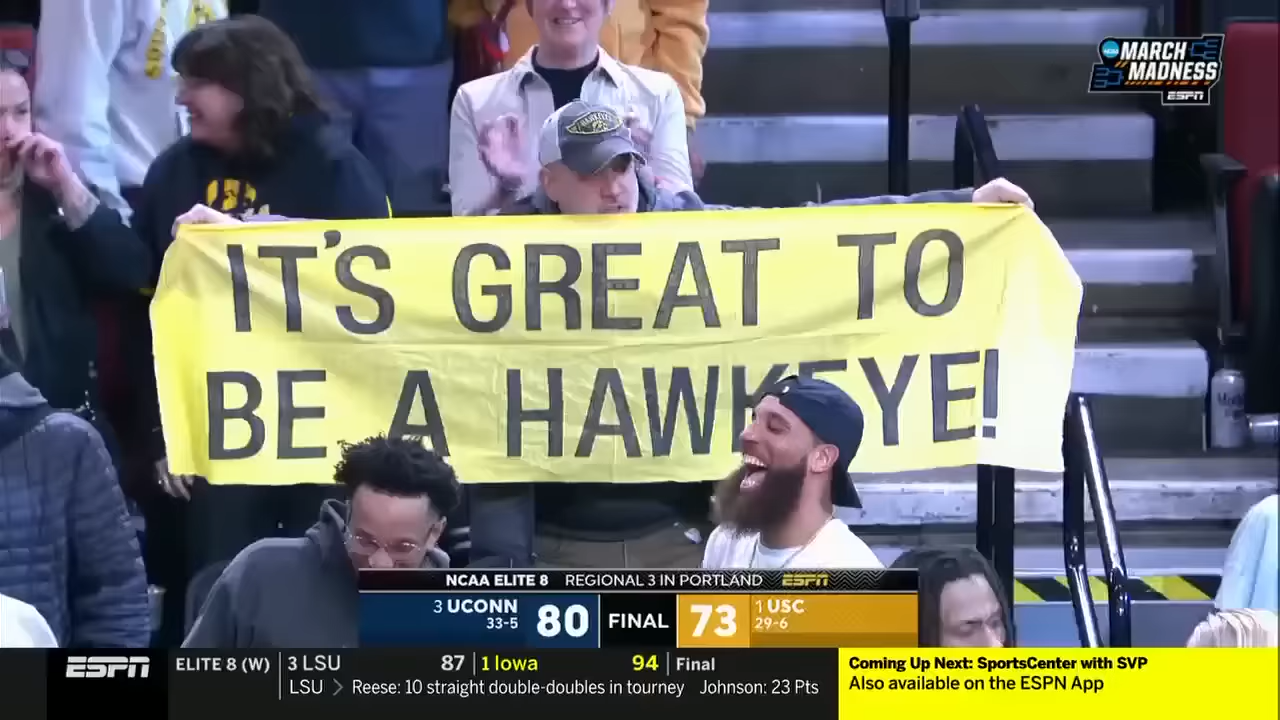 NCAA
MARCH
MADNESS
ESPN
HAWKEYES
IT'S GREAT TO
BE A HAWKEYE!
NCAA ELITE 8 REGIONAL 3 IN PORTLAND ESPN
3 UCONN 80 FINAL 73 1 USC
33-5 29-6
ESPN ELITE 8 (W) 3 LSU 87 1 Iowa 94 Final
LSU > Reese: 10 straight double-doubles in tourney Johnson: 23 Pts
Coming Up Next: SportsCenter with SVP
Also available on the ESPN App